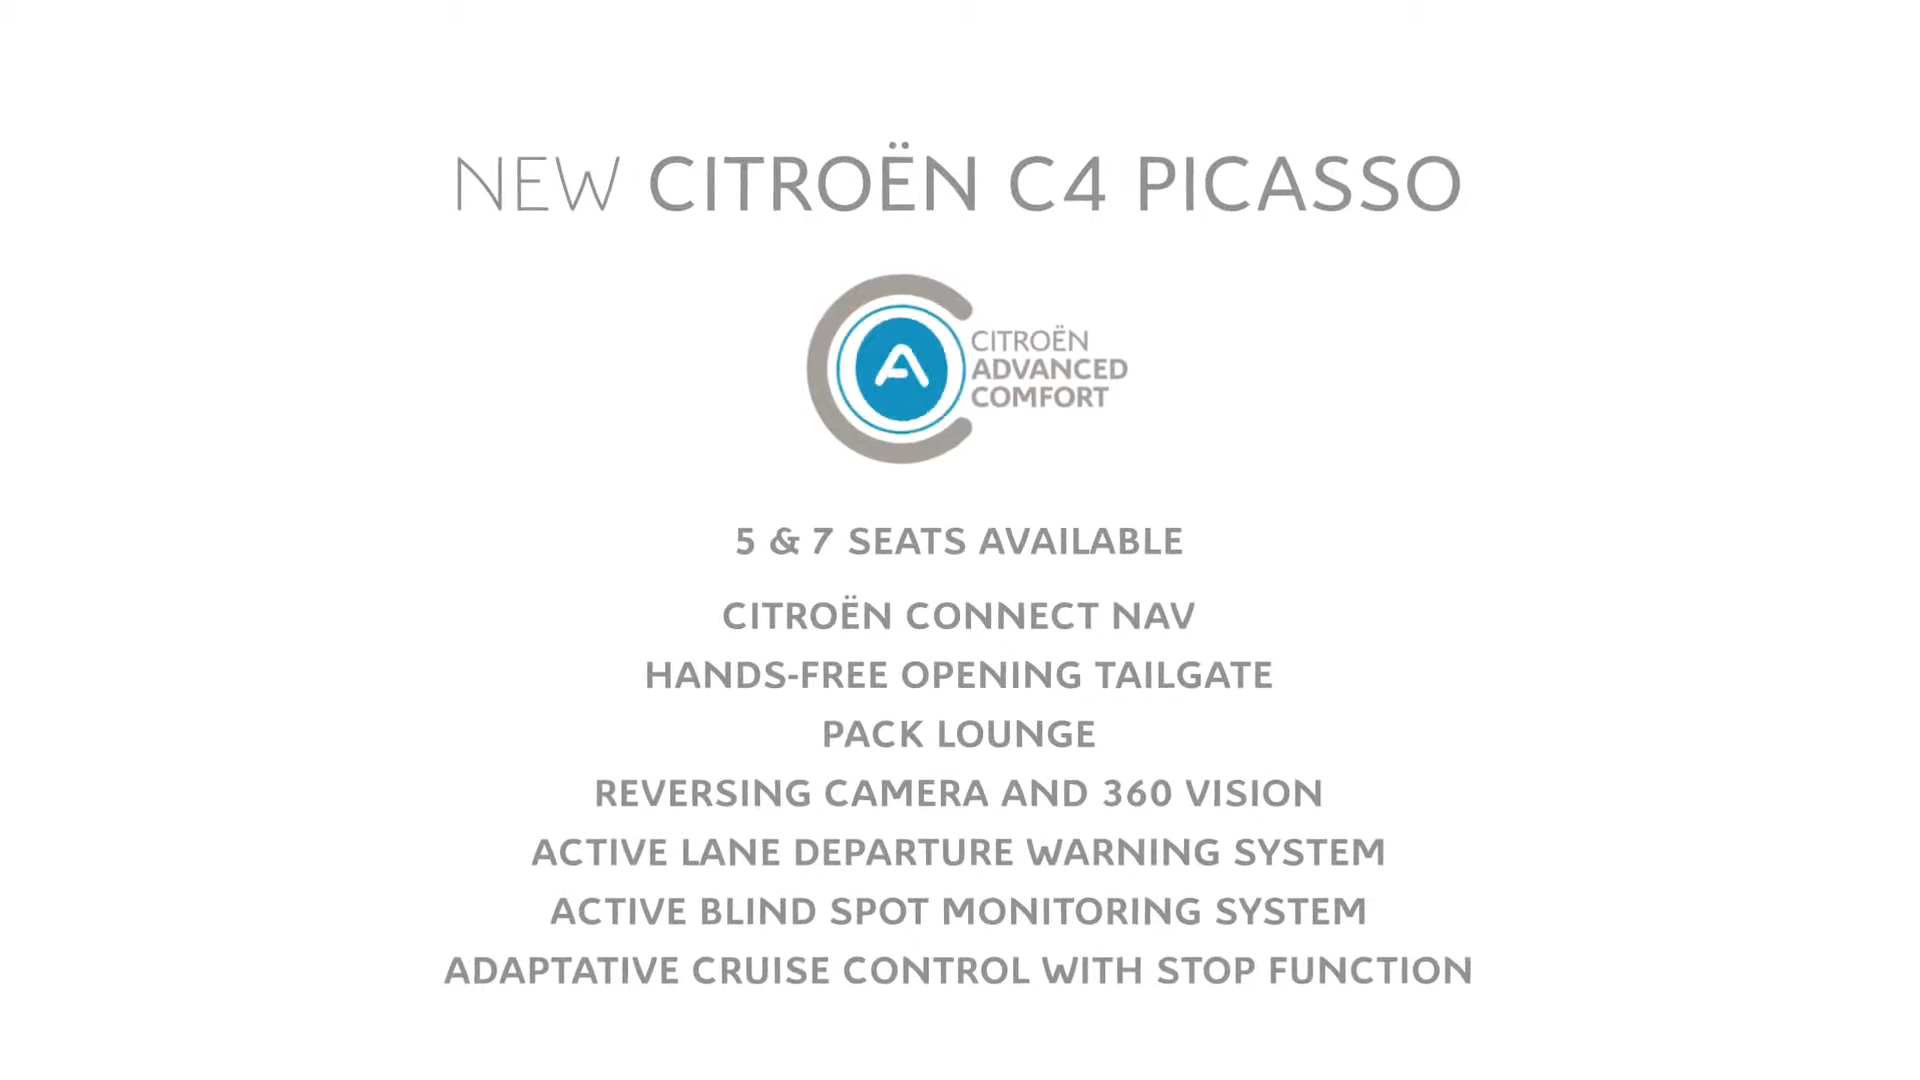 NEW CITROËN C4 PICASSO
A
CITROËN
ADVANCED
COMFORT
5 & 7 SEATS AVAILABLE
CITROËN CONNECT NAV
HANDS-FREE OPENING TAILGATE
PACK LOUNGE
REVERSING CAMERA AND 360 VISION
ACTIVE LANE DEPARTURE WARNING SYSTEM
ACTIVE BLIND SPOT MONITORING SYSTEM
ADAPTATIVE CRUISE CONTROL WITH STOP FUNCTION